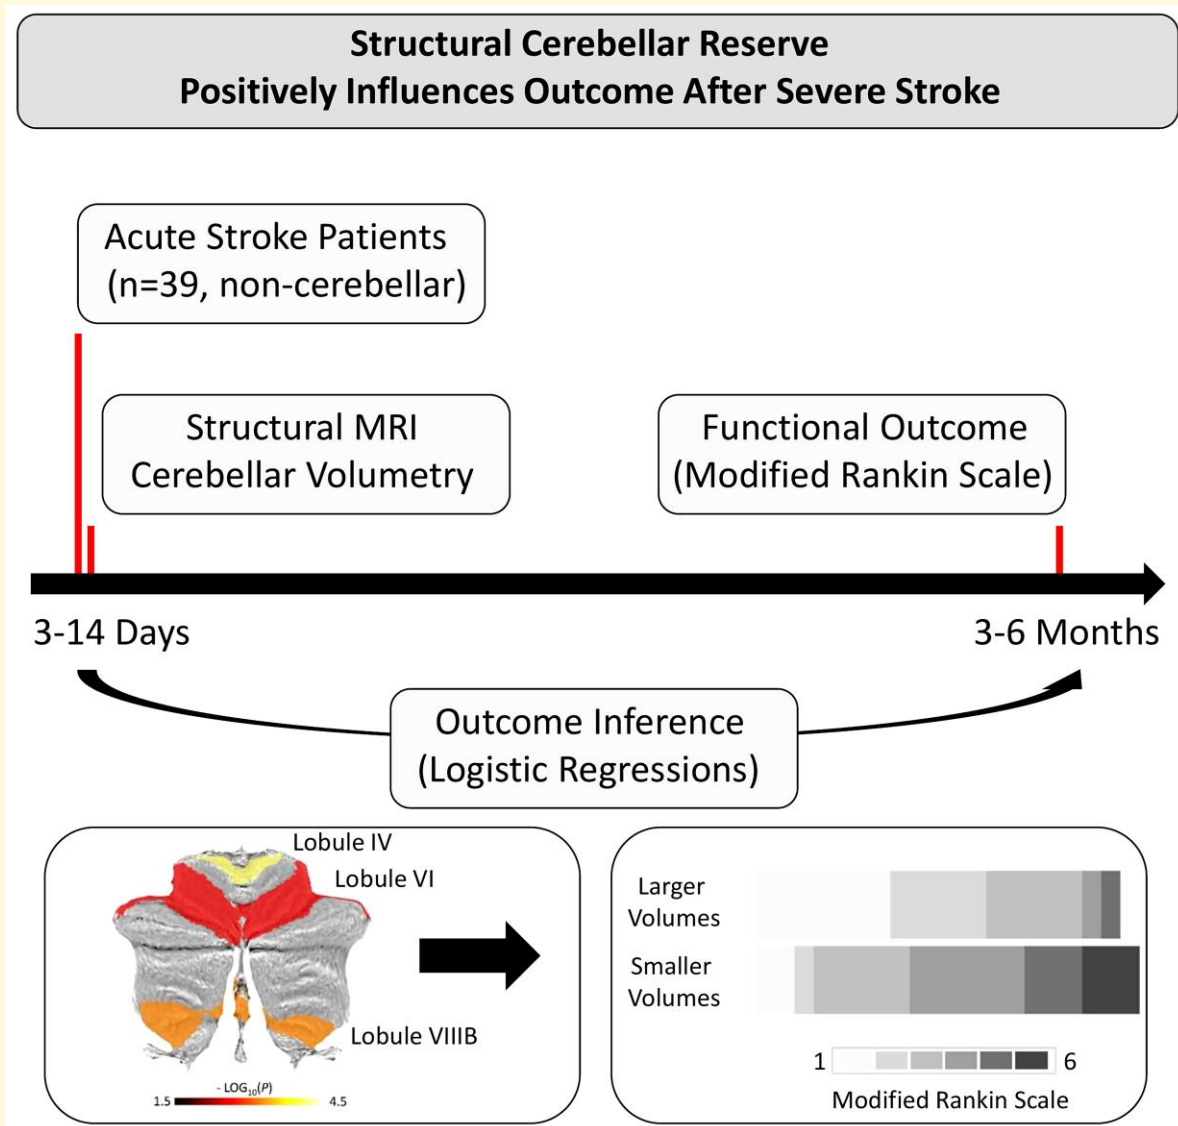 Structural Cerebellar Reserve
Positively Influences Outcome After Severe Stroke
Acute Stroke Patients
(n=39, non-cerebellar)
Structural MRI
Cerebellar Volumetry
Functional Outcome
(Modified Rankin Scale)
3-14 Days
3-6 Months
Outcome Inference
(Logistic Regressions)
Lobule IV
Lobule VI
Lobule VIIIB
- LOG10(P)
1.5
4.5
Larger
Volumes
Smaller
Volumes
1
6
Modified Rankin Scale